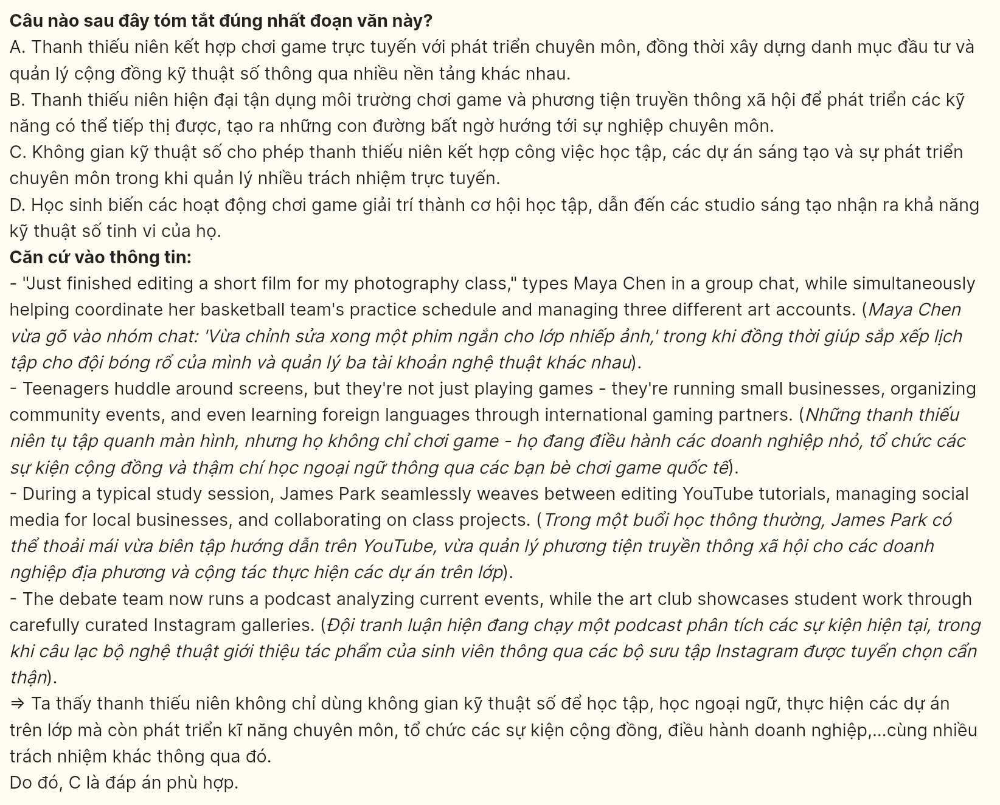 Câu nào sau đây tóm tắt đúng nhất đoạn văn này?
A. Thanh thiếu niên kết hợp chơi game trực tuyến với phát triển chuyên môn, đồng thời xây dựng danh mục đầu tư và
quản lý cộng đồng kỹ thuật số thông qua nhiều nền tảng khác nhau.
B. Thanh thiếu niên hiện đại tận dụng môi trường chơi game và phương tiện truyền thông xã hội để phát triển các kỹ
năng có thể tiếp thị được, tạo ra những con đường bất ngờ hướng tới sự nghiệp chuyên môn.
C. Không gian kỹ thuật số cho phép thanh thiếu niên kết hợp công việc học tập, các dự án sáng tạo và sự phát triển
chuyên môn trong khi quản lý nhiều trách nhiệm trực tuyến.
D. Học sinh biến các hoạt động chơi game giải trí thành cơ hội học tập, dẫn đến các studio sáng tạo nhận ra khả năng
kỹ thuật số tinh vi của họ.
Căn cứ vào thông tin:
- "Just finished editing a short film for my photography class," types Maya Chen in a group chat, while simultaneously
helping coordinate her basketball team's practice schedule and managing three different art accounts. (Maya Chen
vừa gõ vào nhóm chat: 'Vừa chỉnh sửa xong một phim ngắn cho lớp nhiếp ảnh,' trong khi đồng thời giúp sắp xếp lịch
tập cho đội bóng rổ của mình và quản lý ba tài khoản nghệ thuật khác nhau).
- Teenagers huddle around screens, but they're not just playing games - they're running small businesses, organizing
community events, and even learning foreign languages through international gaming partners. (Những thanh thiếu
niên tụ tập quanh màn hình, nhưng họ không chỉ chơi game - họ đang điều hành các doanh nghiệp nhỏ, tổ chức các
sự kiện cộng đồng và thậm chí học ngoại ngữ thông qua các bạn bè chơi game quốc tế).
- During a typical study session, James Park seamlessly weaves between editing YouTube tutorials, managing social
media for local businesses, and collaborating on class projects. (Trong một buổi học thông thường, James Park có
thể thoải mái vừa biên tập hướng dẫn trên YouTube, vừa quản lý phương tiện truyền thông xã hội cho các doanh
nghiệp địa phương và cộng tác thực hiện các dự án trên lớp).
- The debate team now runs a podcast analyzing current events, while the art club showcases student work through
carefully curated Instagram galleries. (Đội tranh luận hiện đang chạy một podcast phân tích các sự kiện hiện tại, trong
khi câu lạc bộ nghệ thuật giới thiệu tác phẩm của sinh viên thông qua các bộ sưu tập Instagram được tuyển chọn cẩn
thận).
⇒ Ta thấy thanh thiếu niên không chỉ dùng không gian kỹ thuật số để học tập, học ngoại ngữ, thực hiện các dự án
trên lớp mà còn phát triển kĩ năng chuyên môn, tổ chức các sự kiện cộng đồng, điều hành doanh nghiệp,...cùng nhiều
trách nhiệm khác thông qua đó.
Do đó, C là đáp án phù hợp.